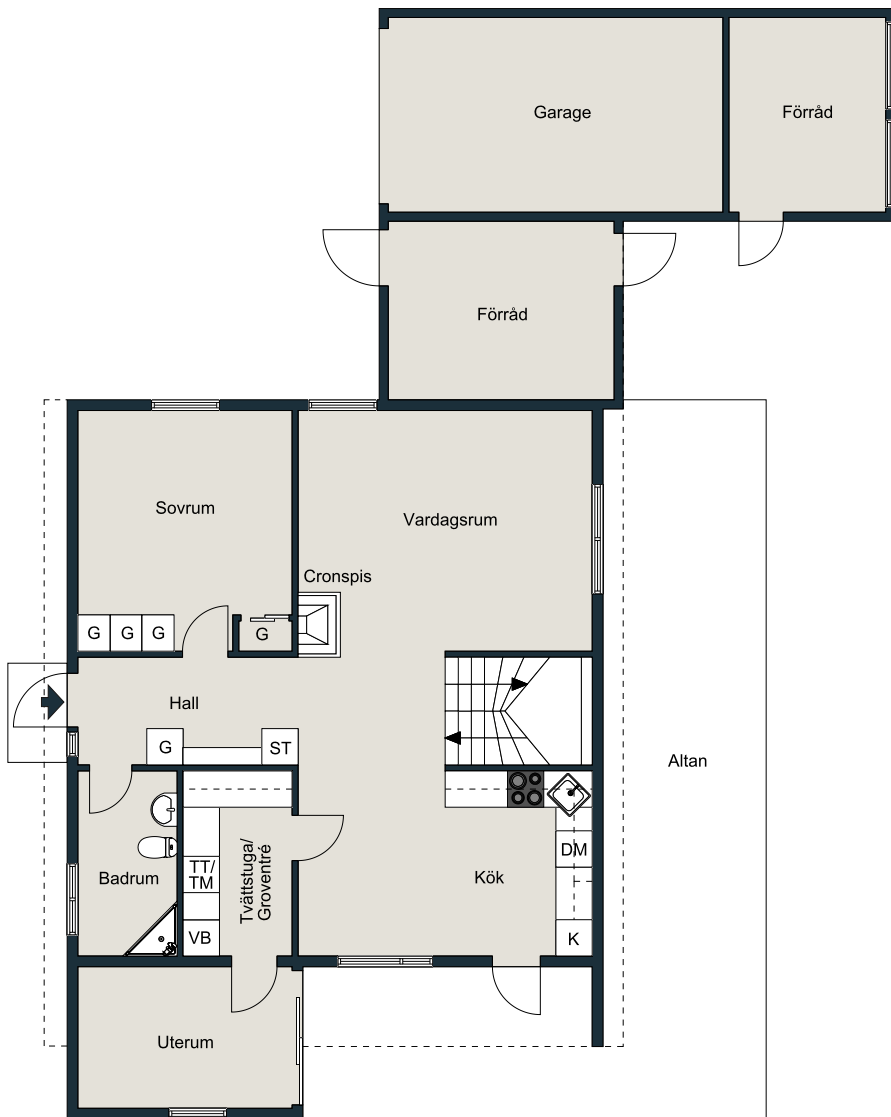 Garage
Förråd
Förråd
Sovrum
Vardagsrum
Cronspis
G
G
G
G
Hall
G
ST
Altan
TT/
TM
Tvättstuga/
Groventré
DM
Badrum
Kök
VB
K
Uterum